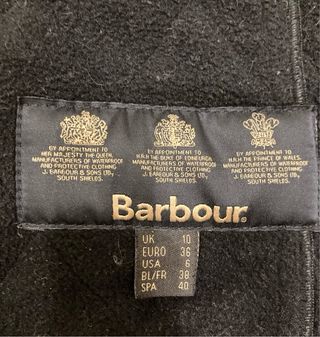 BY APPOINTMENT TO
HER MAJESTY THE QUEEN.
MANUFACTURERS OF WATERPROOF
AND PROTECTIVE CLOTHING
J. BARBOUR & SONS LTD,
SOUTH SHIELDS.
BY APPOINTMENT TO
H.R.H. THE DUKE OF EDINBURGH
MANUFACTURERS OF WATERPROOF
AND PROTECTIVE CLOTHING
J. BARBOUR & SONS LTD,
SOUTH SHIELDS.
BY APPOINTMENT TO
H.R.H. THE PRINCE OF WALES.
MANUFACTURERS OF WATERPROOF
AND PROTECTIVE CLOTHING
J. BARBOUR & SONS LTD,
SOUTH SHIELDS.
Barbour
UK 10
EURO 36
USA 6
BL/FR 38
SPA 40